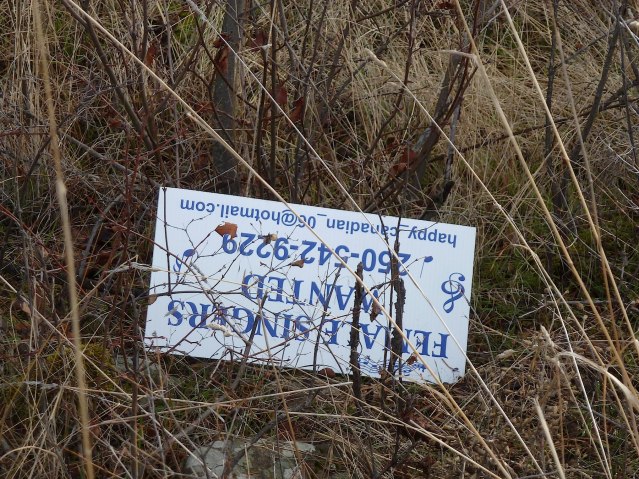 FEMALE SINGERS
WANTED
250-542-9229
happy_canadian_06@hotmail.com